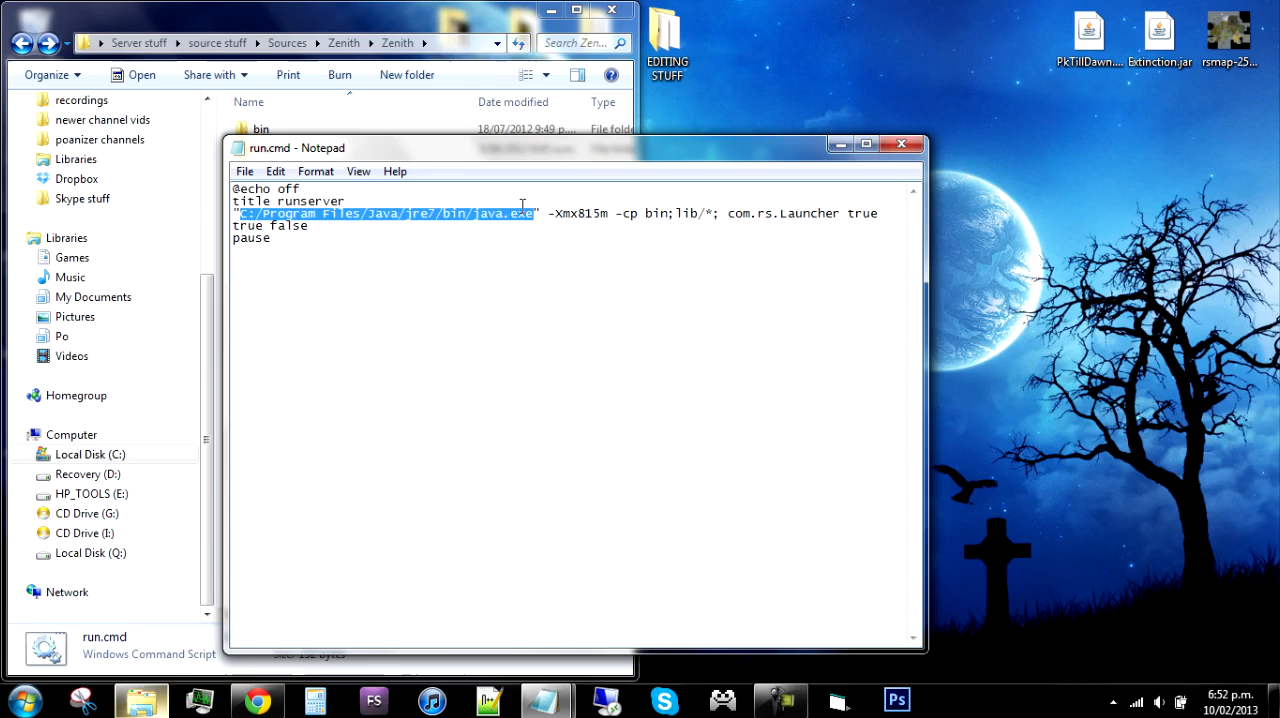 Server stuff
source stuff
Sources
Zenith
Zenith
Search Zen...
Organize
Open
Share with
Print
Burn
New folder
recordings
newer channel vids
poanizer channels
Libraries
Dropbox
Skype stuff
Libraries
Games
Music
My Documents
Pictures
Po
Videos
Homegroup
Computer
Local Disk (C:)
Recovery (D:)
HP_TOOLS (E:)
CD Drive (G:)
CD Drive (I:)
Local Disk (Q:)
Network
Name
Date modified
Type
bin
18/07/2012 9:49 p....
File folde
run.cmd - Notepad
File Edit Format View Help
@echo off
title runserver
"C:/Program Files/Java/jre7/bin/java.exe" -Xmx815m -cp bin;lib/*; com.rs.Launcher true
true false
pause
run.cmd
Windows Command Script
EDITING
STUFF
PkTillDawn....
Extinction.jar
rsmap-25...
FS
Ps
6:52 p.m.
10/02/2013